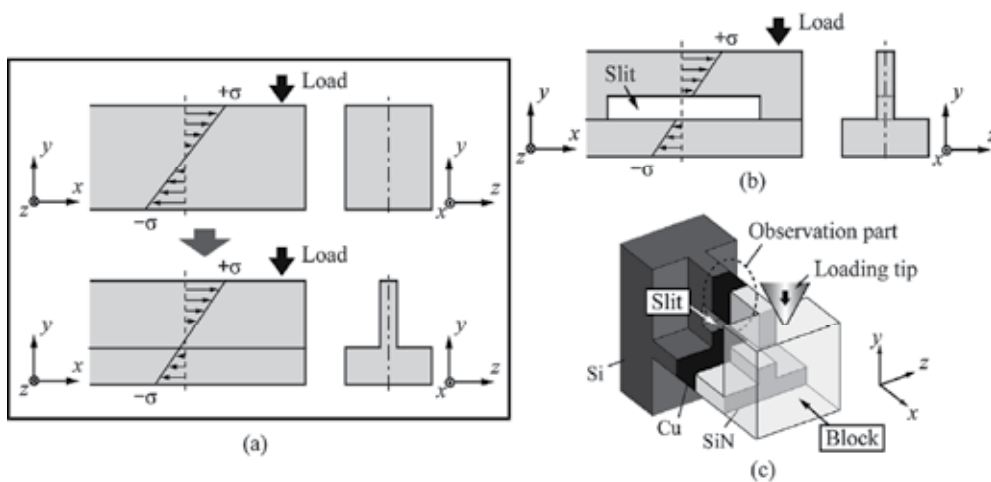 +σ
Load
y
x
z
−σ
y
x
z
+σ
Load
y
x
z
−σ
y
x
z
(a)
+σ
Load
Slit
y
x
z
−σ
y
x
z
(b)
Observation part
Loading tip
Slit
Si
Cu
SiN
Block
y
z
x
(c)